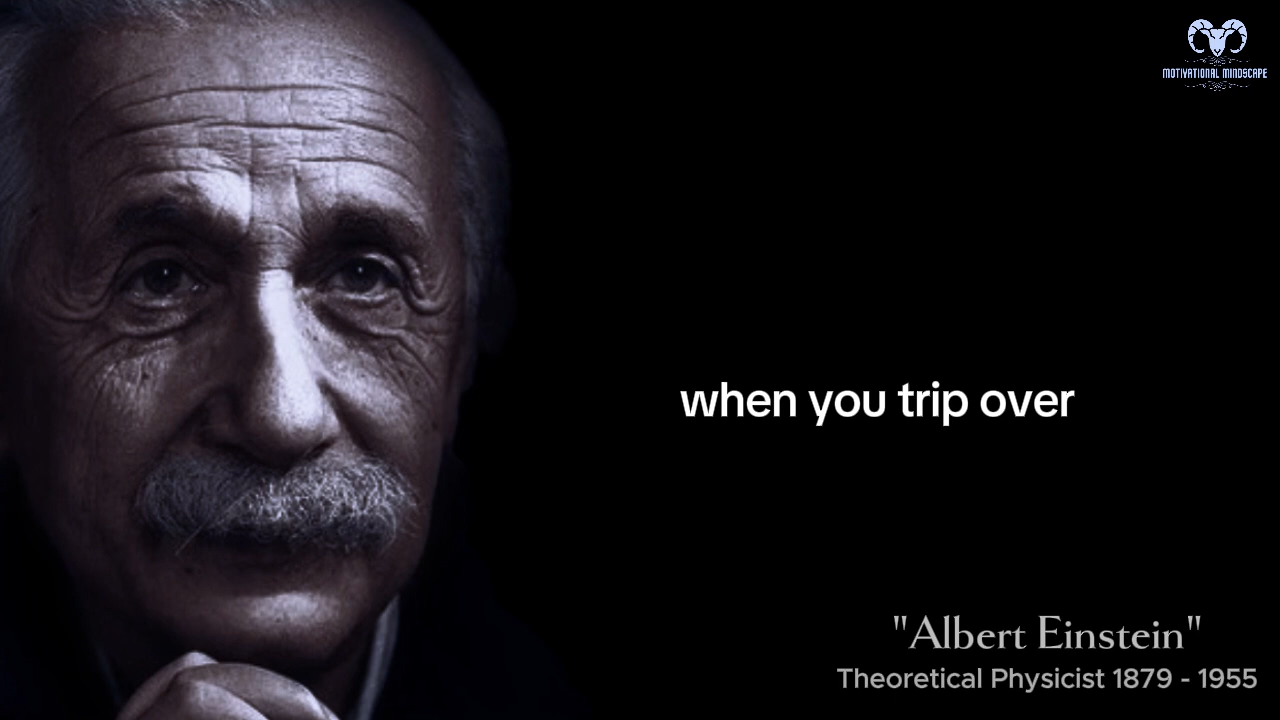 MOTIVATIONAL MINDSCAPE
when you trip over
"Albert Einstein"
Theoretical Physicist 1879 - 1955